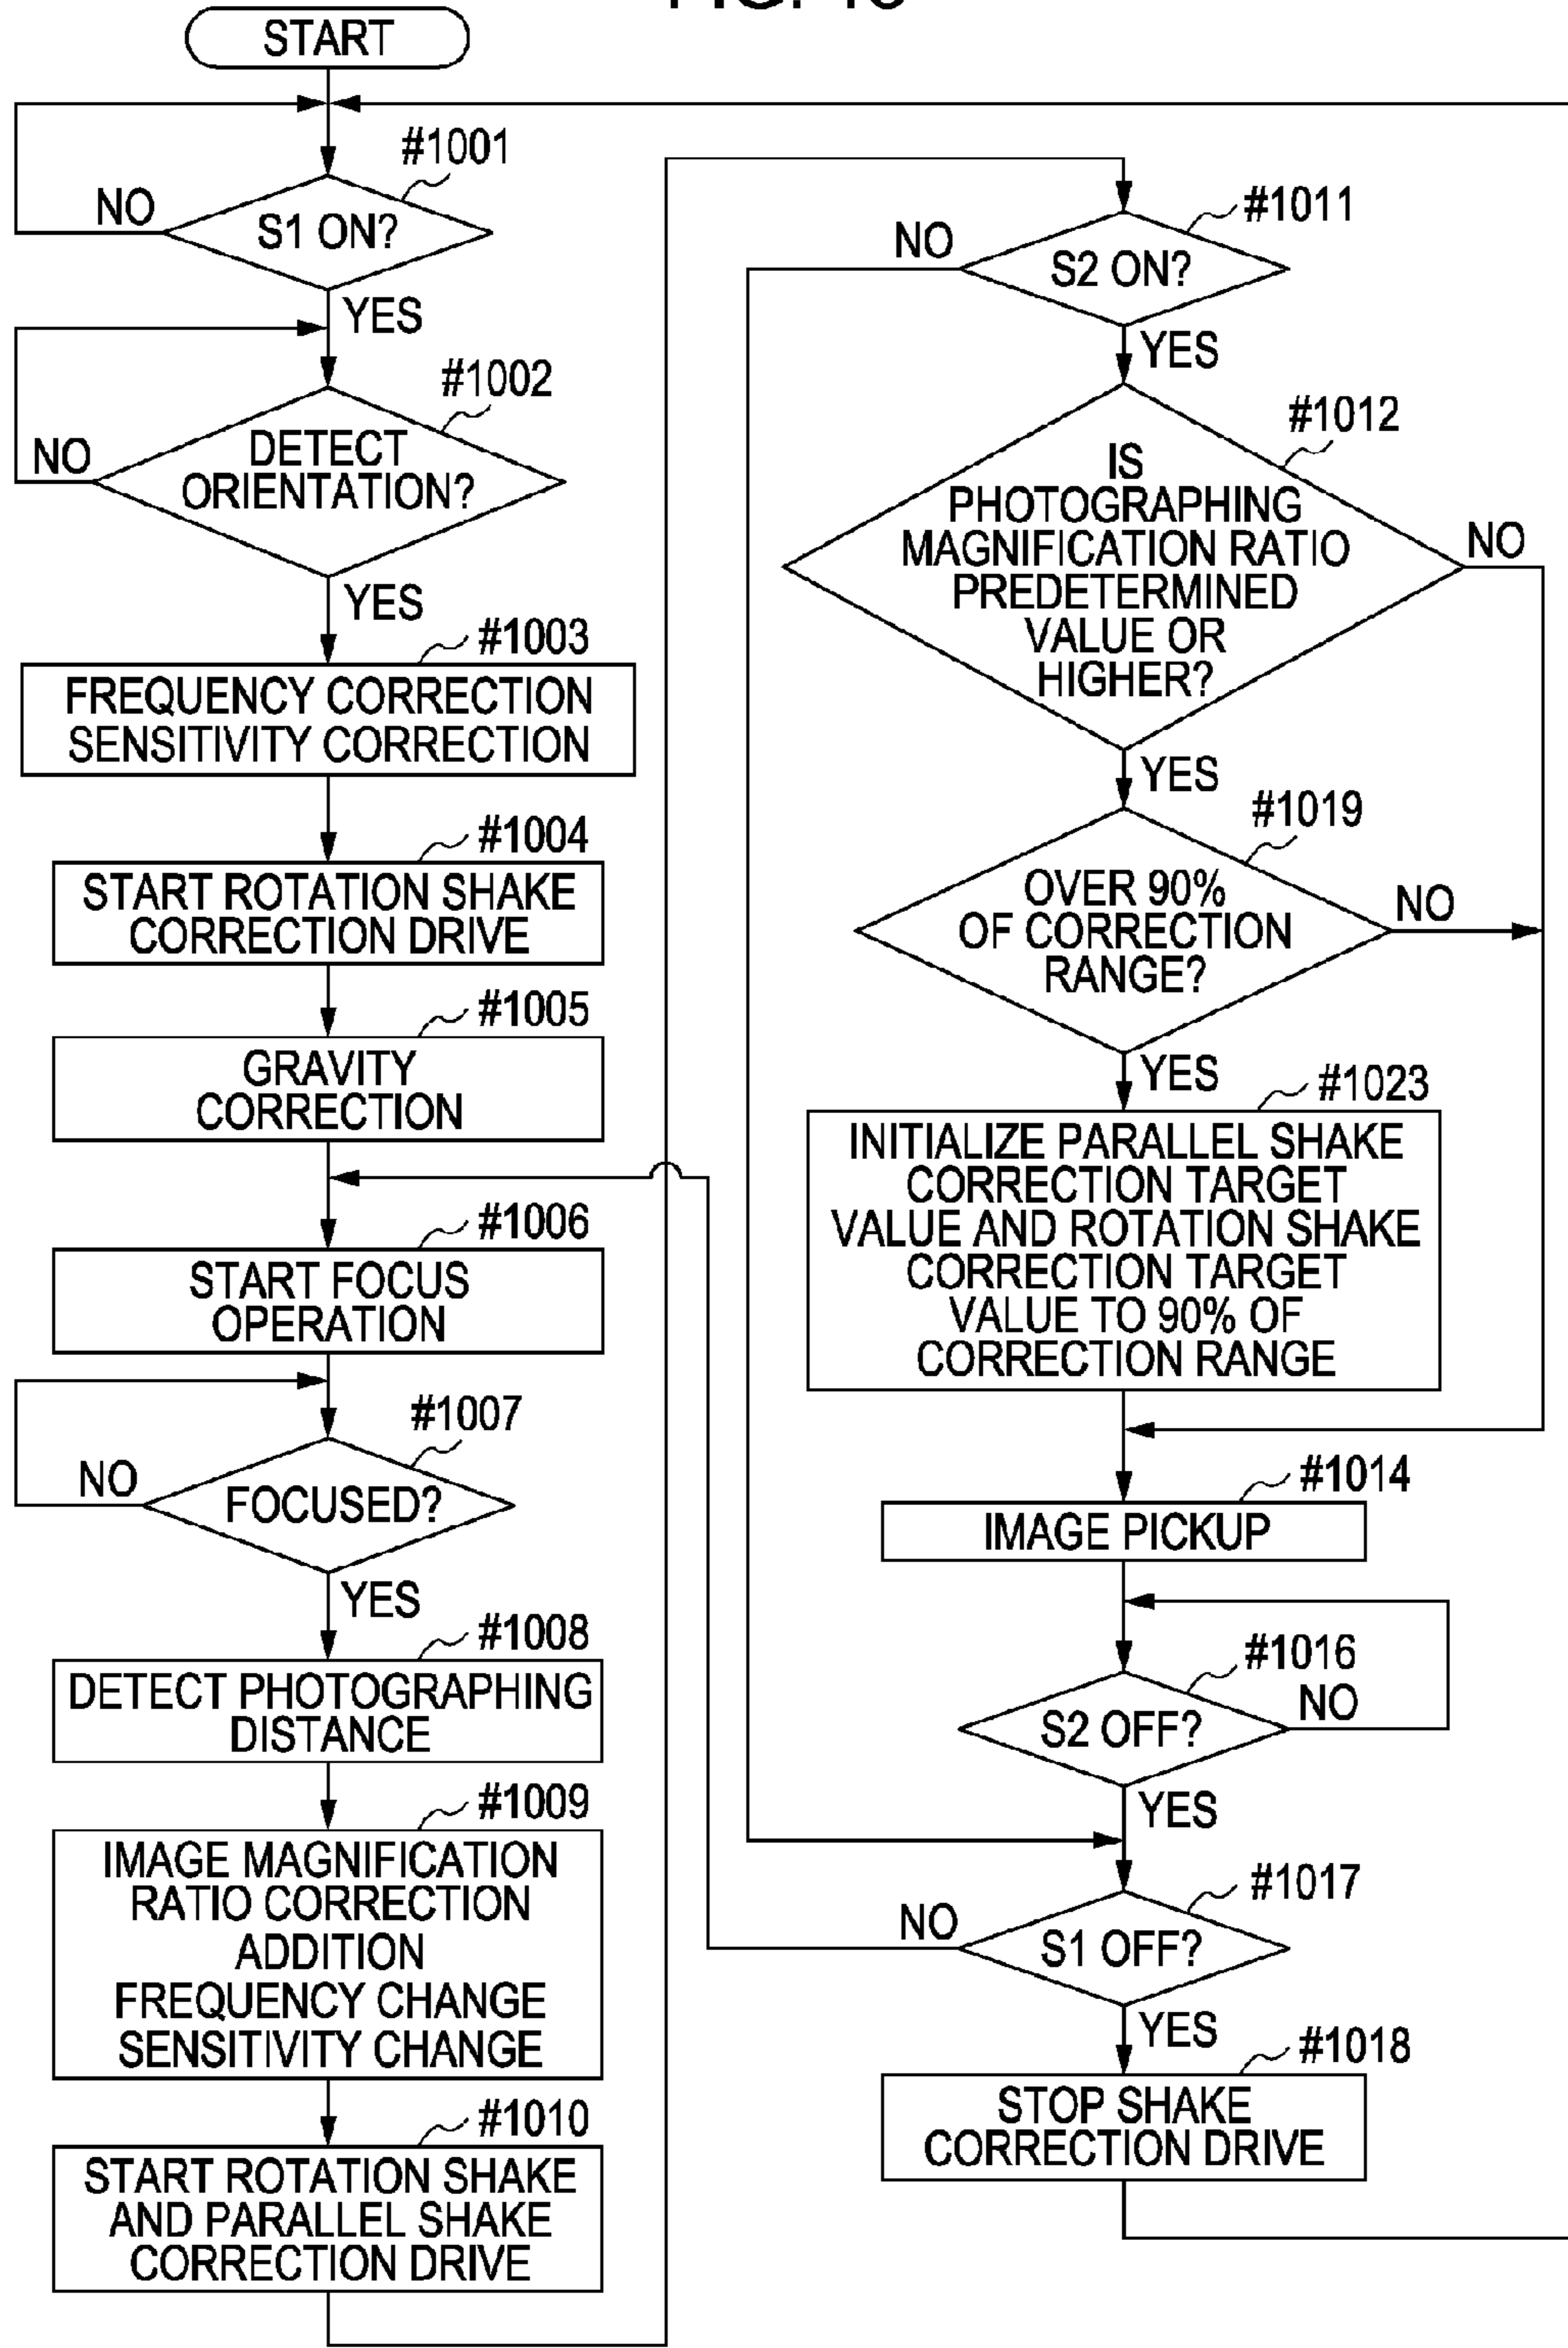 START
#1001
S1 ON?
NO
YES
#1002
DETECT
ORIENTATION?
NO
YES
#1003
FREQUENCY CORRECTION
SENSITIVITY CORRECTION
#1004
START ROTATION SHAKE
CORRECTION DRIVE
#1005
GRAVITY
CORRECTION
#1006
START FOCUS
OPERATION
#1007
FOCUSED?
NO
YES
#1008
DETECT PHOTOGRAPHING
DISTANCE
#1009
IMAGE MAGNIFICATION
RATIO CORRECTION
ADDITION
FREQUENCY CHANGE
SENSITIVITY CHANGE
#1010
START ROTATION SHAKE
AND PARALLEL SHAKE
CORRECTION DRIVE
#1011
S2 ON?
NO
YES
#1012
IS
PHOTOGRAPHING
MAGNIFICATION RATIO
PREDETERMINED
VALUE OR
HIGHER?
NO
YES
#1019
OVER 90%
OF CORRECTION
RANGE?
NO
YES
#1023
INITIALIZE PARALLEL SHAKE
CORRECTION TARGET
VALUE AND ROTATION SHAKE
CORRECTION TARGET
VALUE TO 90% OF
CORRECTION RANGE
#1014
IMAGE PICKUP
#1016
S2 OFF?
NO
YES
#1017
S1 OFF?
NO
YES
#1018
STOP SHAKE
CORRECTION DRIVE